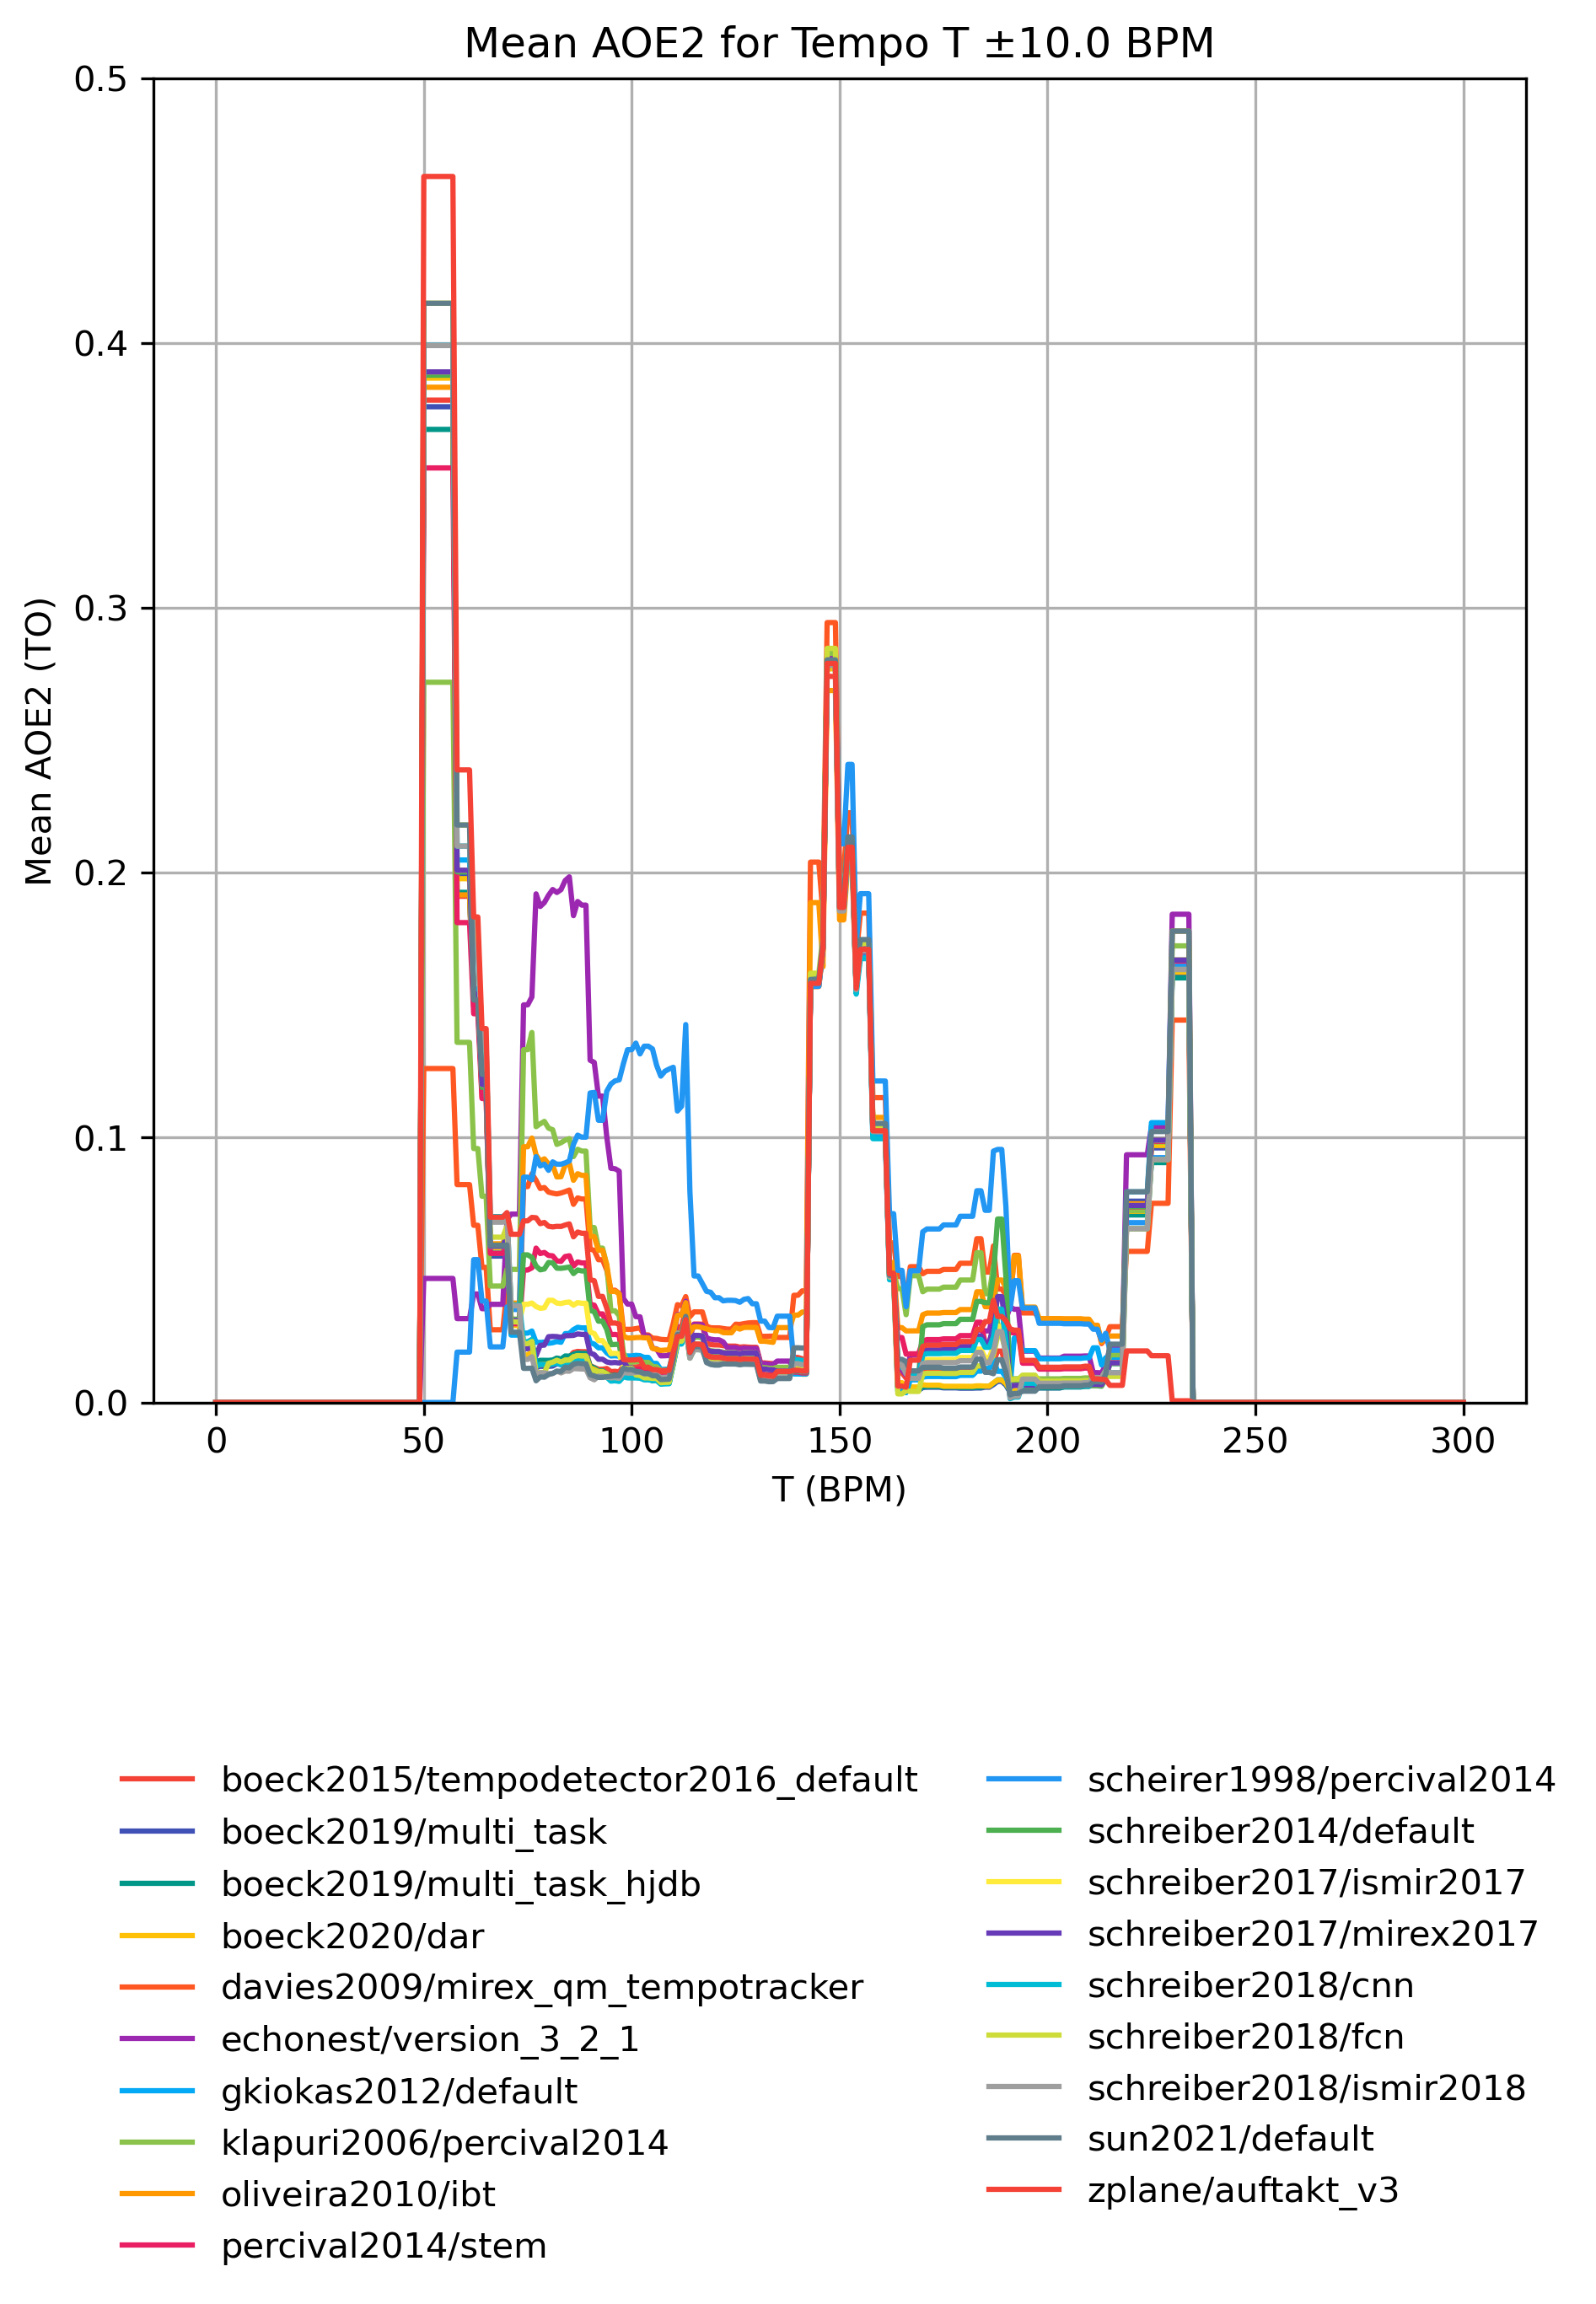 Mean AOE2 for Tempo T ±10.0 BPM
0.5
0.4
0.3
0.2
0.1
0.0
Mean AOE2 (TO)
0 50 100 150 200 250 300
T (BPM)
boeck2015/tempodetector2016_default
boeck2019/multi_task
boeck2019/multi_task_hjdb
boeck2020/dar
davies2009/mirex_qm_tempotracker
echonest/version_3_2_1
gkiokas2012/default
klapuri2006/percival2014
oliveira2010/ibt
percival2014/stem
scheirer1998/percival2014
schreiber2014/default
schreiber2017/ismir2017
schreiber2017/mirex2017
schreiber2018/cnn
schreiber2018/fcn
schreiber2018/ismir2018
sun2021/default
zplane/auftakt_v3